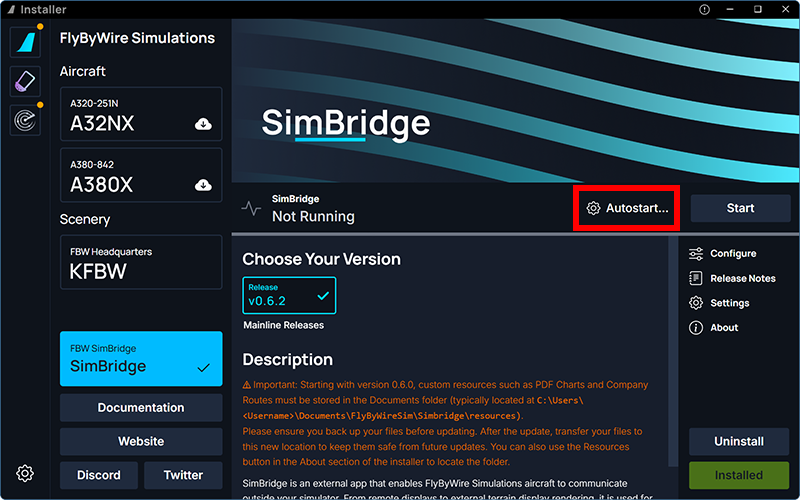 Installer
FlyByWire Simulations
Aircraft
A320-251N
A32NX
A380-842
A380X
Scenery
FBW Headquarters
KFBW
FBW SimBridge
SimBridge
Documentation
Website
Discord
Twitter
SimBridge
SimBridge
Not Running
Autostart...
Start
Choose Your Version
Release
v0.6.2
Mainline Releases
Description
⚠ Important: Starting with version 0.6.0, custom resources such as PDF Charts and Company
Routes must be stored in the Documents folder (typically located at C:\Users\
<Username>\Documents\FlyByWireSim\Simbridge\resources).
Please ensure you back up your files before updating. After the update, transfer your files to
this new location to keep them safe from future updates. You can also use the Resources
button in the About section of the installer to locate the folder.
SimBridge is an external app that enables FlyByWire Simulations aircraft to communicate
outside your simulator. From remote displays to external terrain display rendering, it is used for
Configure
Release Notes
Settings
About
Uninstall
Installed